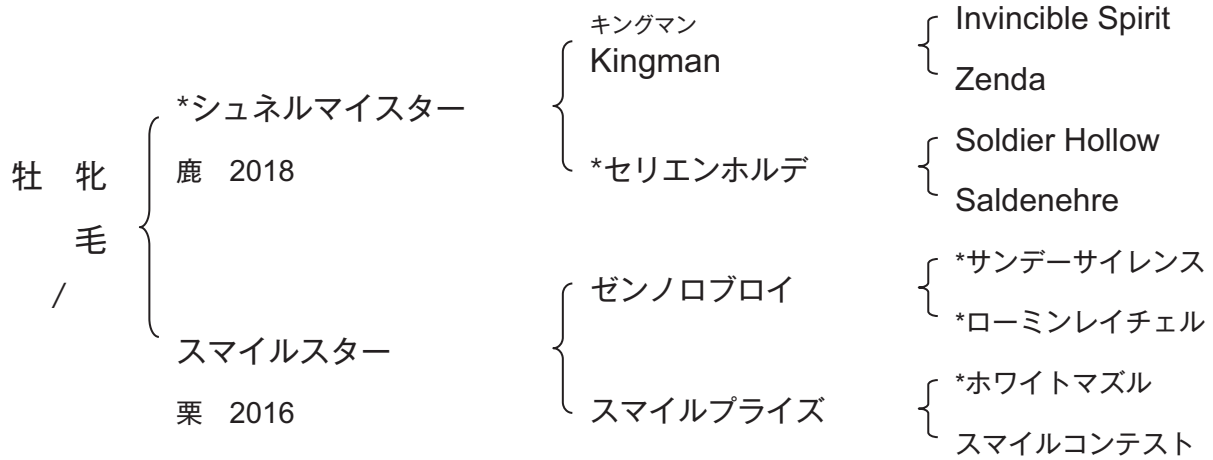 牡 牝
毛
/
*シュネルマイスター
鹿 2018
スマイルスター
栗 2016
キングマン
Kingman
*セリエンホルデ
ゼンノロブロイ
スマイルプライズ
Invincible Spirit
Zenda
Soldier Hollow
Saldenehre
*サンデーサイレンス
*ローミンレイチェル
*ホワイトマズル
スマイルコンテスト